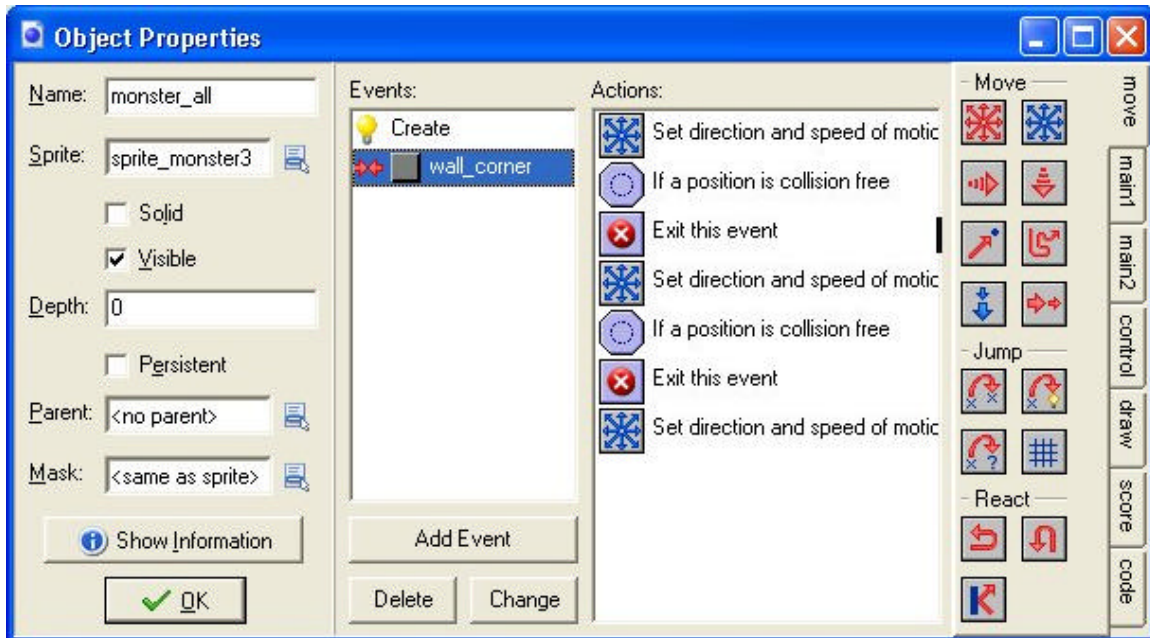 Object Properties
Name: monster_all
Sprite: sprite_monster3
Solid
Visible
Depth: 0
Persistent
Parent: <no parent>
Mask: <same as sprite>
Show Information
OK
Events:
Create
wall_corner
Add Event
Delete Change
Actions:
Set direction and speed of motic
If a position is collision free
Exit this event
Set direction and speed of motic
If a position is collision free
Exit this event
Set direction and speed of motic
Move
Jump
React
move
main1
main2
control
draw
score
code